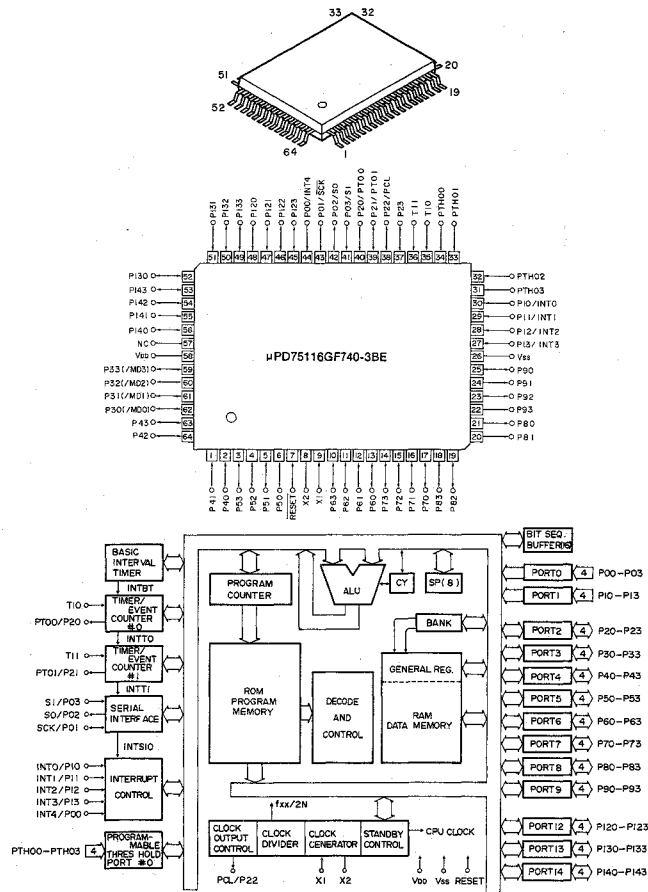 33 32
51
20
52
19
64
1
P131
P132
P133
P120
P121
P122
P123
P00/INT4
P01/SCK
P02/SO
P03/SI
P20/PTO0
P21/PTO1
P22/PCL
P23
TI1
TI0
PTH00
PTH01
51 50 49 48 47 46 45 44 43 42 41 40 39 38 37 36 35 34 33
P130 52
P143 53
P142 54
P141 55
P140 56
NC 57
VDD 58
P33(/MD3) 59
P32(/MD2) 60
P31(/MD1) 61
P30(/MD0) 62
P43 63
P42 64
μPD75116GF740-3BE
32 PTH02
31 PTH03
30 P10/INT0
29 P11/INT1
28 P12/INT2
27 P13/INT3
26 Vss
25 P90
24 P91
23 P92
22 P93
21 P80
20 P81
1 2 3 4 5 6 7 8 9 10 11 12 13 14 15 16 17 18 19
P41
P40
P53
P52
P51
P50
RESET
X2
X1
P63
P62
P61
P60
P73
P72
P71
P70
P83
P82
BASIC
INTERVAL
TIMER
INTBT
TI0
PTO0/P20
TIMER/
EVENT
COUNTER
#0
INTT0
TI1
PTO1/P21
TIMER/
EVENT
COUNTER
#1
INTT1
SI/P03
SO/P02
SCK/P01
SERIAL
INTERFACE
INTSIO
INT0/P10
INT1/P11
INT2/P12
INT3/P13
INT4/P00
INTERRUPT
CONTROL
PTH00-PTH03 4
PROGRAM-
MABLE
THRESHOLD
PORT #0
PROGRAM
COUNTER
ALU
CY
SP(8)
BANK
GENERAL REG.
ROM
PROGRAM
MEMORY
DECODE
AND
CONTROL
RAM
DATA MEMORY
fxx/2N
CLOCK
OUTPUT
CONTROL
CLOCK
DIVIDER
CLOCK
GENERATOR
STANDBY
CONTROL
CPU CLOCK
PCL/P22
X1 X2
VDD Vss RESET
BIT SEQ.
BUFFER(16)
PORT0 4 P00-P03
PORT1 4 P10-P13
PORT2 4 P20-P23
PORT3 4 P30-P33
PORT4 4 P40-P43
PORT5 4 P50-P53
PORT6 4 P60-P63
PORT7 4 P70-P73
PORT8 4 P80-P83
PORT9 4 P90-P93
PORT12 4 P120-P123
PORT13 4 P130-P133
PORT14 4 P140-P143